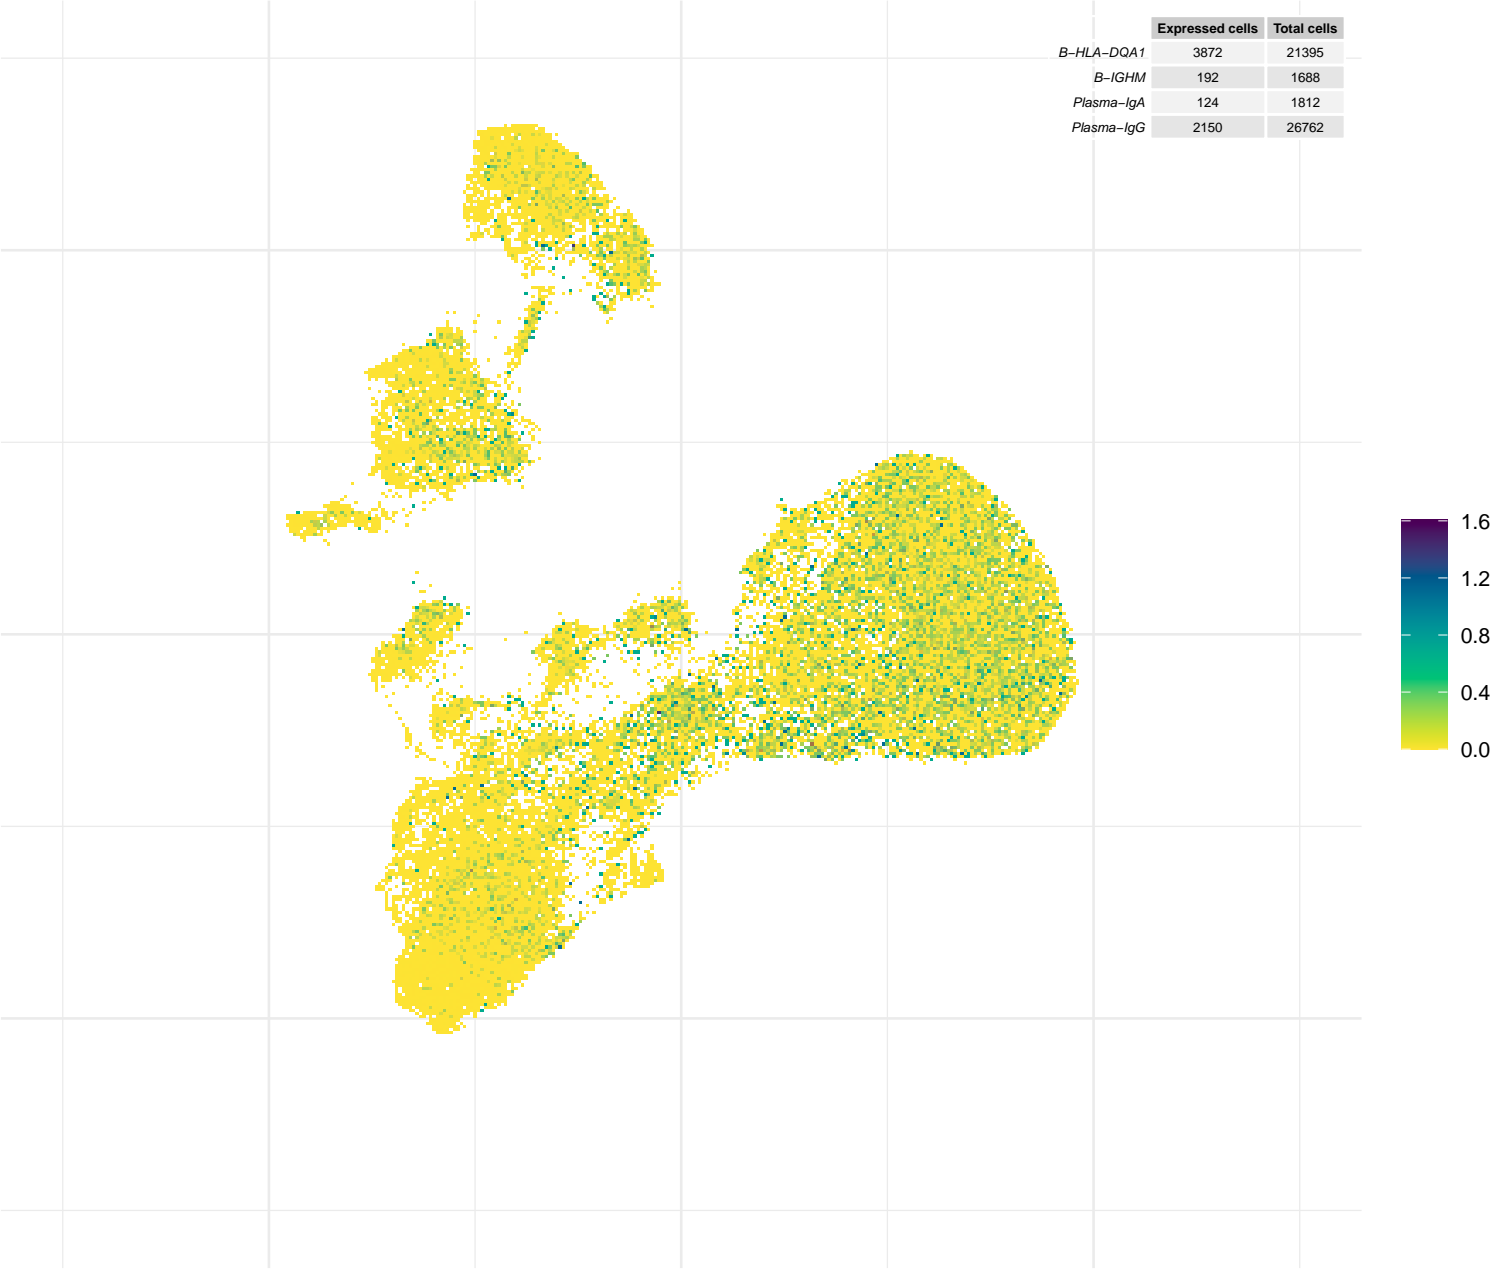 Expressed cells Total cells
B−HLA−DQA1 3872 21395
B−IGHM 192 1688
Plasma−IgA 124 1812
Plasma−IgG 2150 26762
1.6
1.2
0.8
0.4
0.0